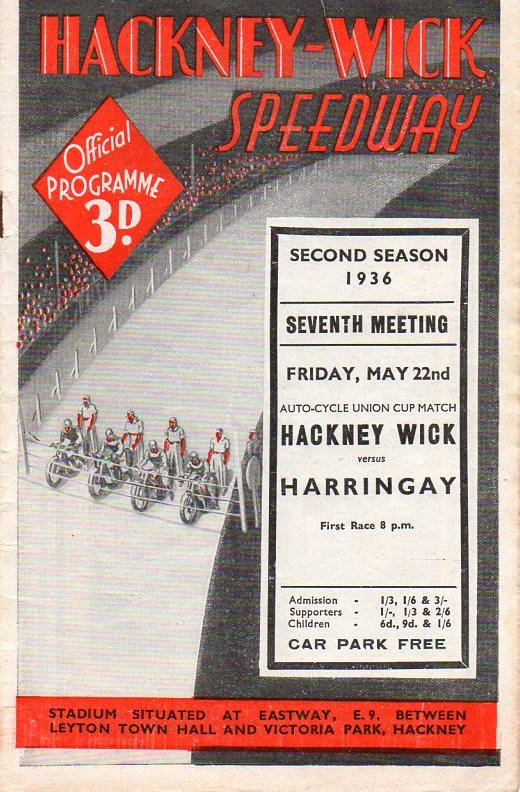 HACKNEY-WICK
SPEEDWAY
Official
PROGRAMME
3D.
SECOND SEASON
1936
SEVENTH MEETING
FRIDAY, MAY 22nd
AUTO-CYCLE UNION CUP MATCH
HACKNEY WICK
versus
HARRINGAY
First Race 8 p.m.
Admission - 1/3, 1/6 & 3/-
Supporters - 1/-, 1/3 & 2/6
Children - 6d., 9d. & 1/6
CAR PARK FREE
STADIUM SITUATED AT EASTWAY, E.9, BETWEEN
LEYTON TOWN HALL AND VICTORIA PARK, HACKNEY